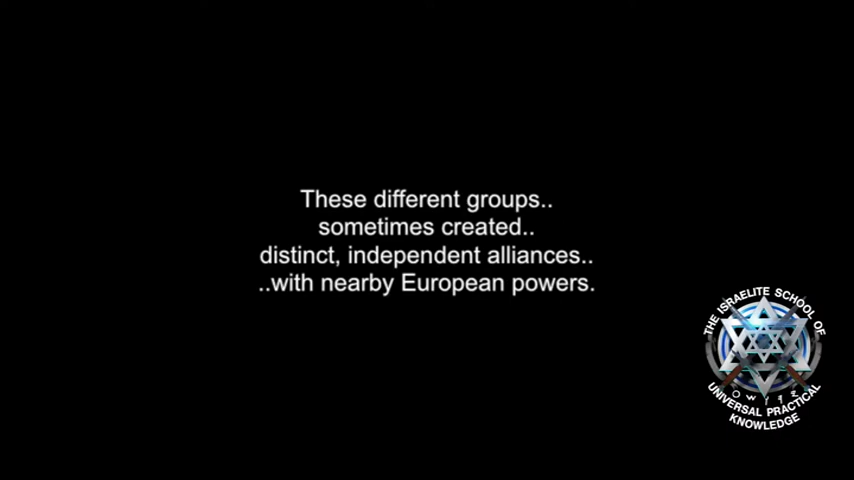 These different groups..
sometimes created..
distinct, independent alliances..
..with nearby European powers.
THE ISRAELITE SCHOOL OF
UNIVERSAL PRACTICAL
KNOWLEDGE